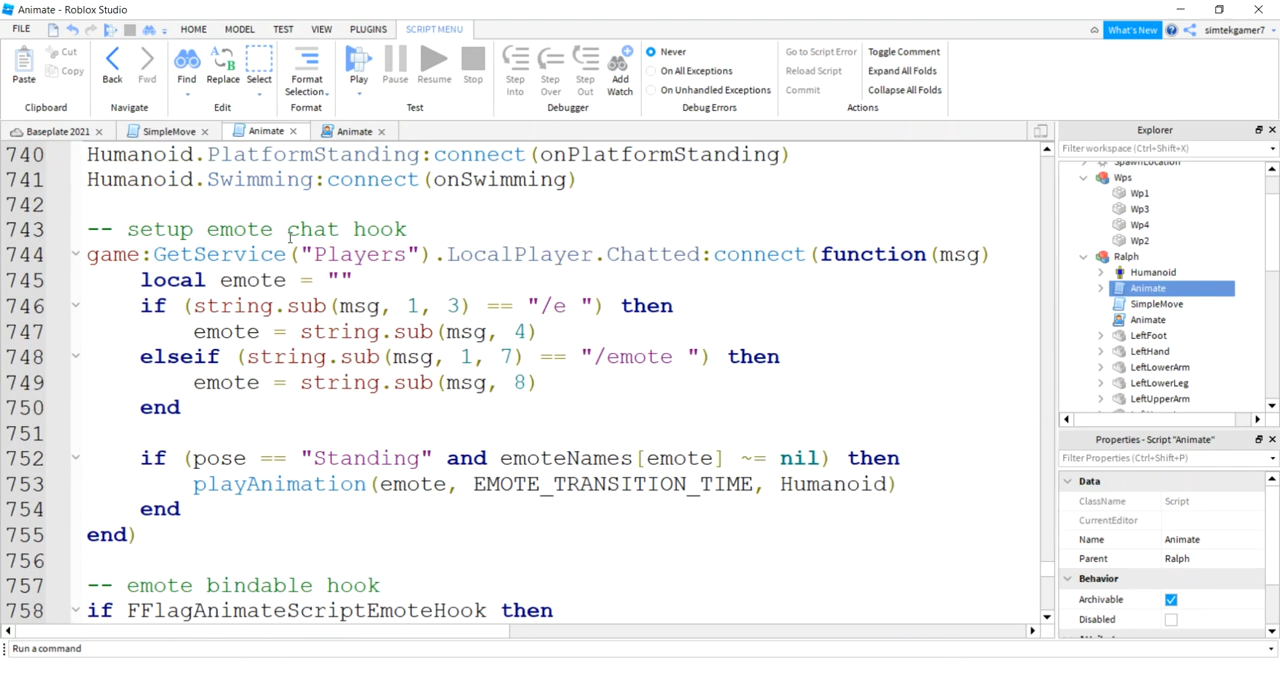 Animate - Roblox Studio
FILE HOME MODEL TEST VIEW PLUGINS SCRIPT MENU What's New simtekgamer7
Paste Cut Copy Back Fwd Find Replace Select Format Selection Play Pause Resume Stop Step Into Step Over Step Out Add Watch
Never Go to Script Error Toggle Comment
On All Exceptions Reload Script Expand All Folds
On Unhandled Exceptions Commit Collapse All Folds
Clipboard Navigate Edit Format Test Debugger Debug Errors Actions
Baseplate 2021 SimpleMove Animate Animate
740 Humanoid.PlatformStanding:connect(onPlatformStanding)
741 Humanoid.Swimming:connect(onSwimming)
742
743 -- setup emote chat hook
744 game:GetService("Players").LocalPlayer.Chatted:connect(function(msg)
745 local emote = ""
746 if (string.sub(msg, 1, 3) == "/e ") then
747 emote = string.sub(msg, 4)
748 elseif (string.sub(msg, 1, 7) == "/emote ") then
749 emote = string.sub(msg, 8)
750 end
751
752 if (pose == "Standing" and emoteNames[emote] ~= nil) then
753 playAnimation(emote, EMOTE_TRANSITION_TIME, Humanoid)
754 end
755 end)
756
757 -- emote bindable hook
758 if FFlagAnimateScriptEmoteHook then
Run a command
Explorer
Filter workspace (Ctrl+Shift+X)
SpawnLocation
Wps
Wp1
Wp3
Wp4
Wp2
Ralph
Humanoid
Animate
SimpleMove
Animate
LeftFoot
LeftHand
LeftLowerArm
LeftLowerLeg
LeftUpperArm
Properties - Script "Animate"
Filter Properties (Ctrl+Shift+P)
Data
ClassName Script
CurrentEditor
Name Animate
Parent Ralph
Behavior
Archivable
Disabled